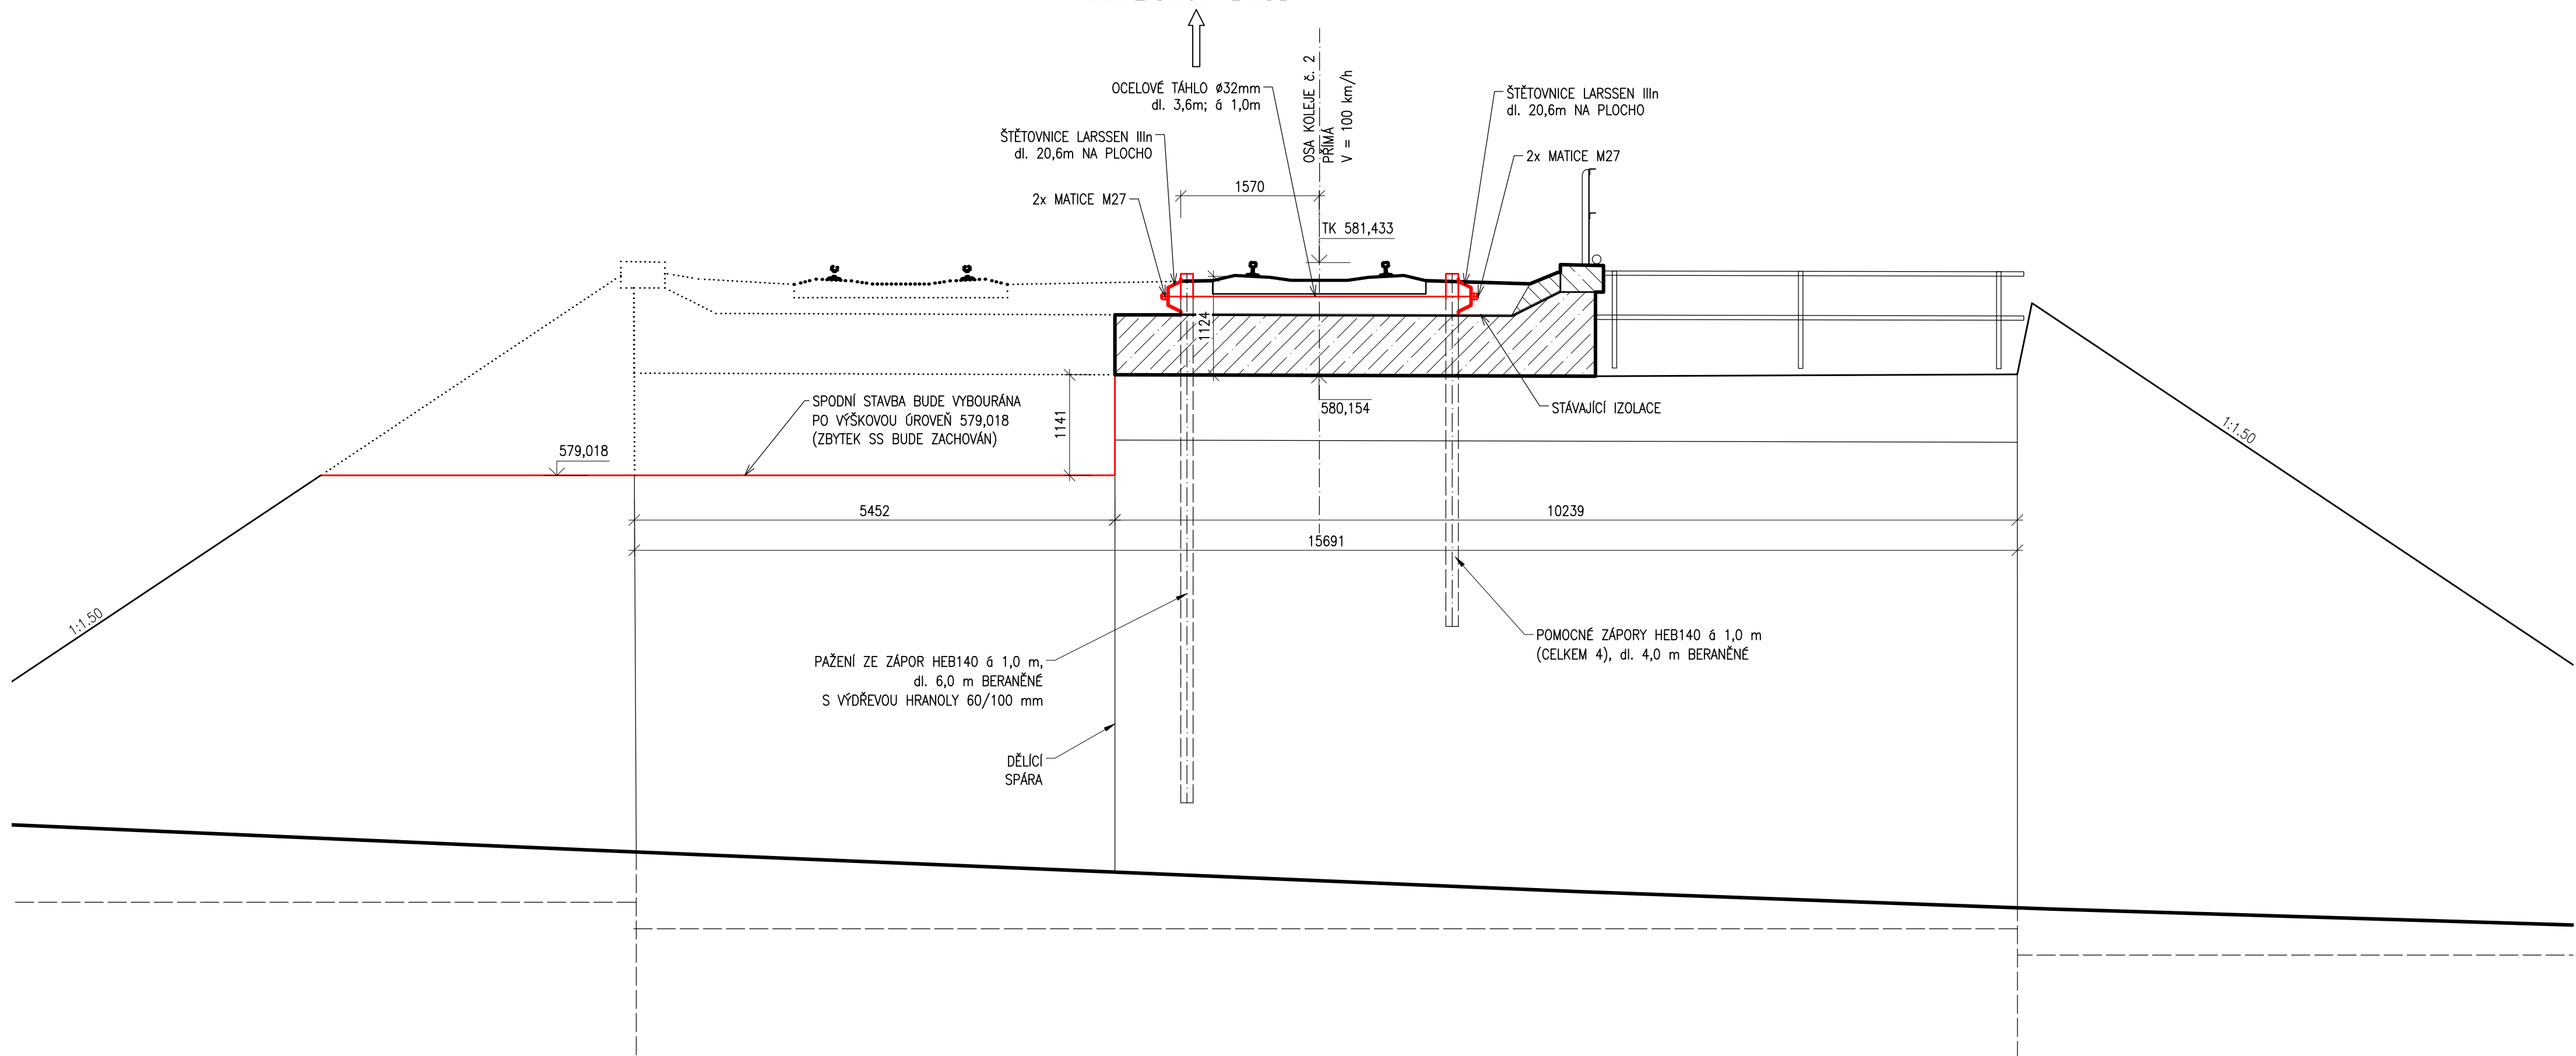 OCELOVÉ TÁHLO ø32mm
dl. 3,6m; á 1,0m
OSA KOLEJE č. 2
PŘÍMÁ
V = 100 km/h
ŠTĚTOVNICE LARSSEN IIIn
dl. 20,6m NA PLOCHO
ŠTĚTOVNICE LARSSEN IIIn
dl. 20,6m NA PLOCHO
2x MATICE M27
2x MATICE M27
1570
TK 581,433
1124
580,154
STÁVAJÍCÍ IZOLACE
SPODNÍ STAVBA BUDE VYBOURÁNA
PO VÝŠKOVOU ÚROVEŇ 579,018
(ZBYTEK SS BUDE ZACHOVÁN)
1141
579,018
1:1.50
5452
10239
15691
1:1.50
PAŽENÍ ZE ZÁPOR HEB140 á 1,0 m,
dl. 6,0 m BERANĚNÉ
S VÝDŘEVOU HRANOLY 60/100 mm
POMOCNÉ ZÁPORY HEB140 á 1,0 m
(CELKEM 4), dl. 4,0 m BERANĚNÉ
DĚLÍCÍ
SPÁRA